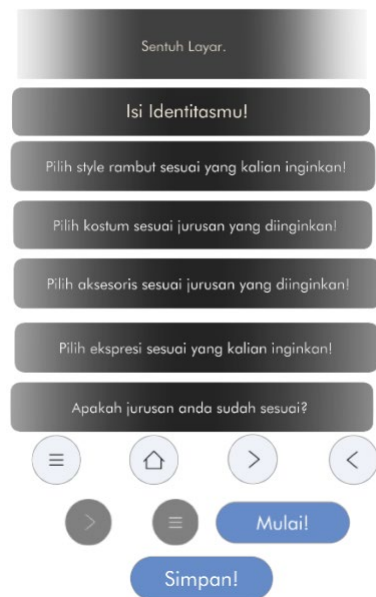 Sentuh Layar.
Isi Identitasmu!
Pilih style rambut sesuai yang kalian inginkan!
Pilih kostum sesuai jurusan yang diinginkan!
Pilih aksesoris sesuai jurusan yang diinginkan!
Pilih ekspresi sesuai yang kalian inginkan!
Apakah jurusan anda sudah sesuai?
Mulai!
Simpan!